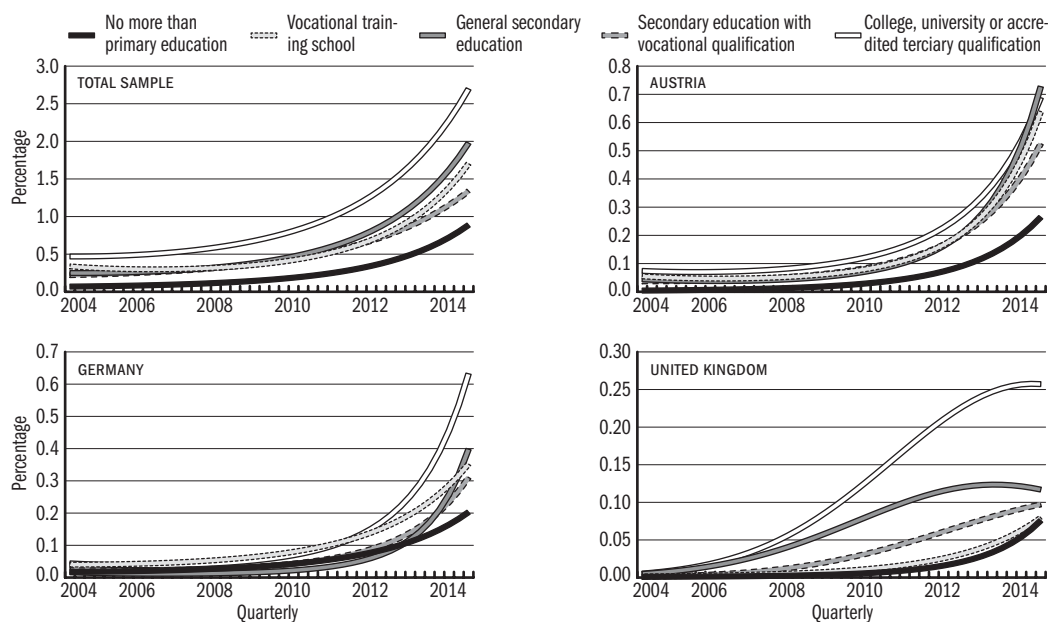 No more than
primary education
Vocational train-
ing school
General secondary
education
Secondary education with
vocational qualification
College, university or accre-
dited terciary qualification
TOTAL SAMPLE
Percentage
3.0
2.5
2.0
1.5
1.0
0.5
0.0
2004 2006 2008 2010 2012 2014
AUSTRIA
0.8
0.7
0.6
0.5
0.4
0.3
0.2
0.1
0.0
2004 2006 2008 2010 2012 2014
GERMANY
Percentage
0.7
0.6
0.5
0.4
0.3
0.2
0.1
0.0
2004 2006 2008 2010 2012 2014
Quarterly
UNITED KINGDOM
0.30
0.25
0.20
0.15
0.10
0.05
0.00
2004 2006 2008 2010 2012 2014
Quarterly